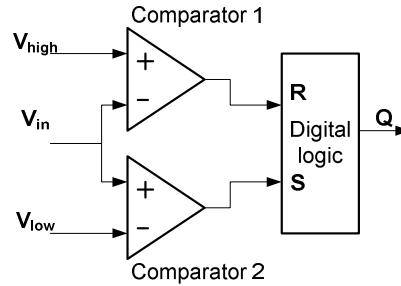 Comparator 1
Vhigh
+
−
R
Vin
Digital
logic
Q
+
S
−
Vlow
Comparator 2